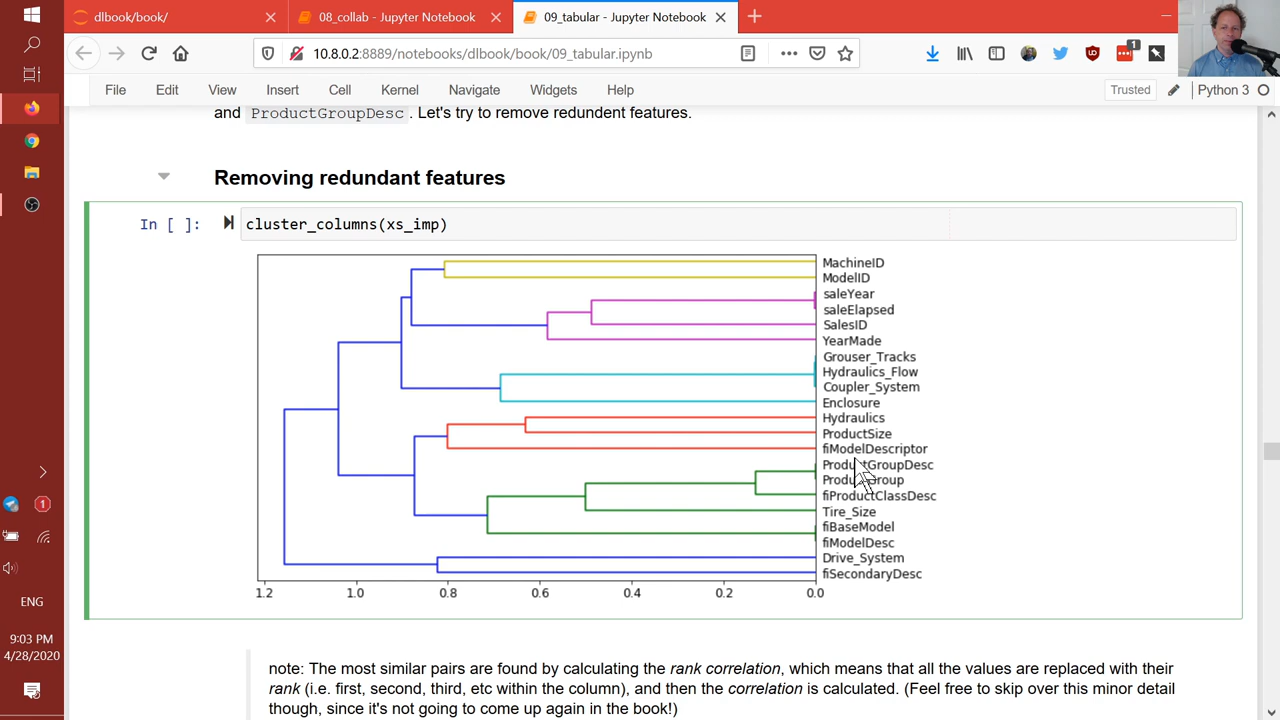 dlbook/book/
08_collab - Jupyter Notebook
09_tabular - Jupyter Notebook
10.8.0.2:8889/notebooks/dlbook/book/09_tabular.ipynb
1
File Edit View Insert Cell Kernel Navigate Widgets Help
Trusted
Python 3
and ProductGroupDesc . Let's try to remove redundent features.
Removing redundant features
In [ ]: cluster_columns(xs_imp)
MachineID
ModelID
saleYear
saleElapsed
SalesID
YearMade
Grouser_Tracks
Hydraulics_Flow
Coupler_System
Enclosure
Hydraulics
ProductSize
fiModelDescriptor
ProductGroupDesc
ProductGroup
fiProductClassDesc
Tire_Size
fiBaseModel
fiModelDesc
Drive_System
fiSecondaryDesc
1.2 1.0 0.8 0.6 0.4 0.2 0.0
note: The most similar pairs are found by calculating the rank correlation, which means that all the values are replaced with their
rank (i.e. first, second, third, etc within the column), and then the correlation is calculated. (Feel free to skip over this minor detail
though, since it's not going to come up again in the book!)
1
ENG
9:03 PM
4/28/2020